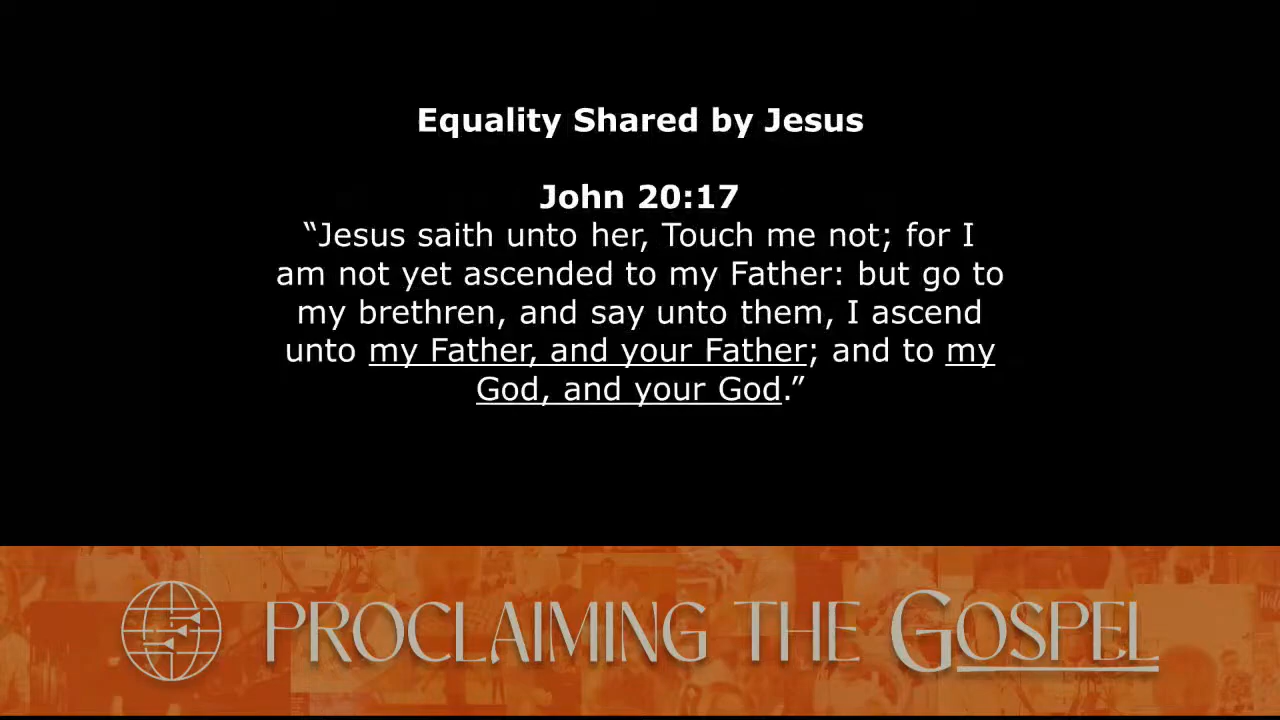 Equality Shared by Jesus
John 20:17
“Jesus saith unto her, Touch me not; for I
am not yet ascended to my Father: but go to
my brethren, and say unto them, I ascend
unto my Father, and your Father; and to my
God, and your God.”
PROCLAIMING THE GOSPEL